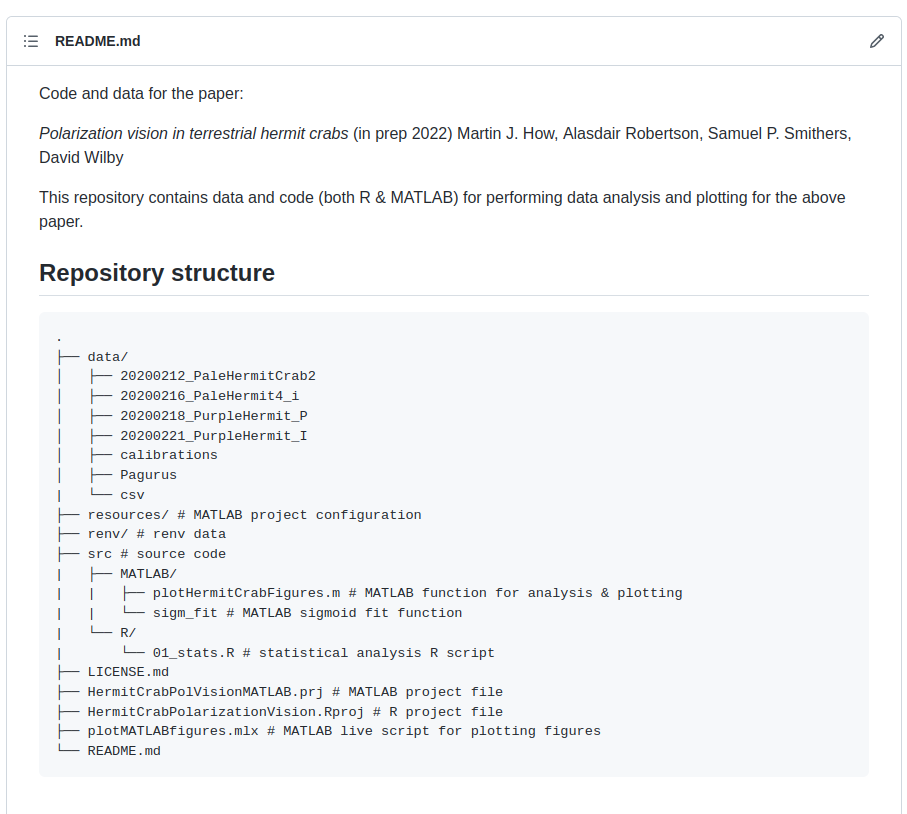 README.md
Code and data for the paper:
Polarization vision in terrestrial hermit crabs (in prep 2022) Martin J. How, Alasdair Robertson, Samuel P. Smithers,
David Wilby
This repository contains data and code (both R & MATLAB) for performing data analysis and plotting for the above
paper.
Repository structure
.
├── data/
│   ├── 20200212_PaleHermitCrab2
│   ├── 20200216_PaleHermit4_i
│   ├── 20200218_PurpleHermit_P
│   ├── 20200221_PurpleHermit_I
│   ├── calibrations
│   ├── Pagurus
|   └── csv
├── resources/ # MATLAB project configuration
├── renv/ # renv data
├── src # source code
|   ├── MATLAB/
|   |   ├── plotHermitCrabFigures.m # MATLAB function for analysis & plotting
|   |   └── sigm_fit # MATLAB sigmoid fit function
|   └── R/
|       └── 01_stats.R # statistical analysis R script
├── LICENSE.md
├── HermitCrabPolVisionMATLAB.prj # MATLAB project file
├── HermitCrabPolarizationVision.Rproj # R project file
├── plotMATLABfigures.mlx # MATLAB live script for plotting figures
└── README.md